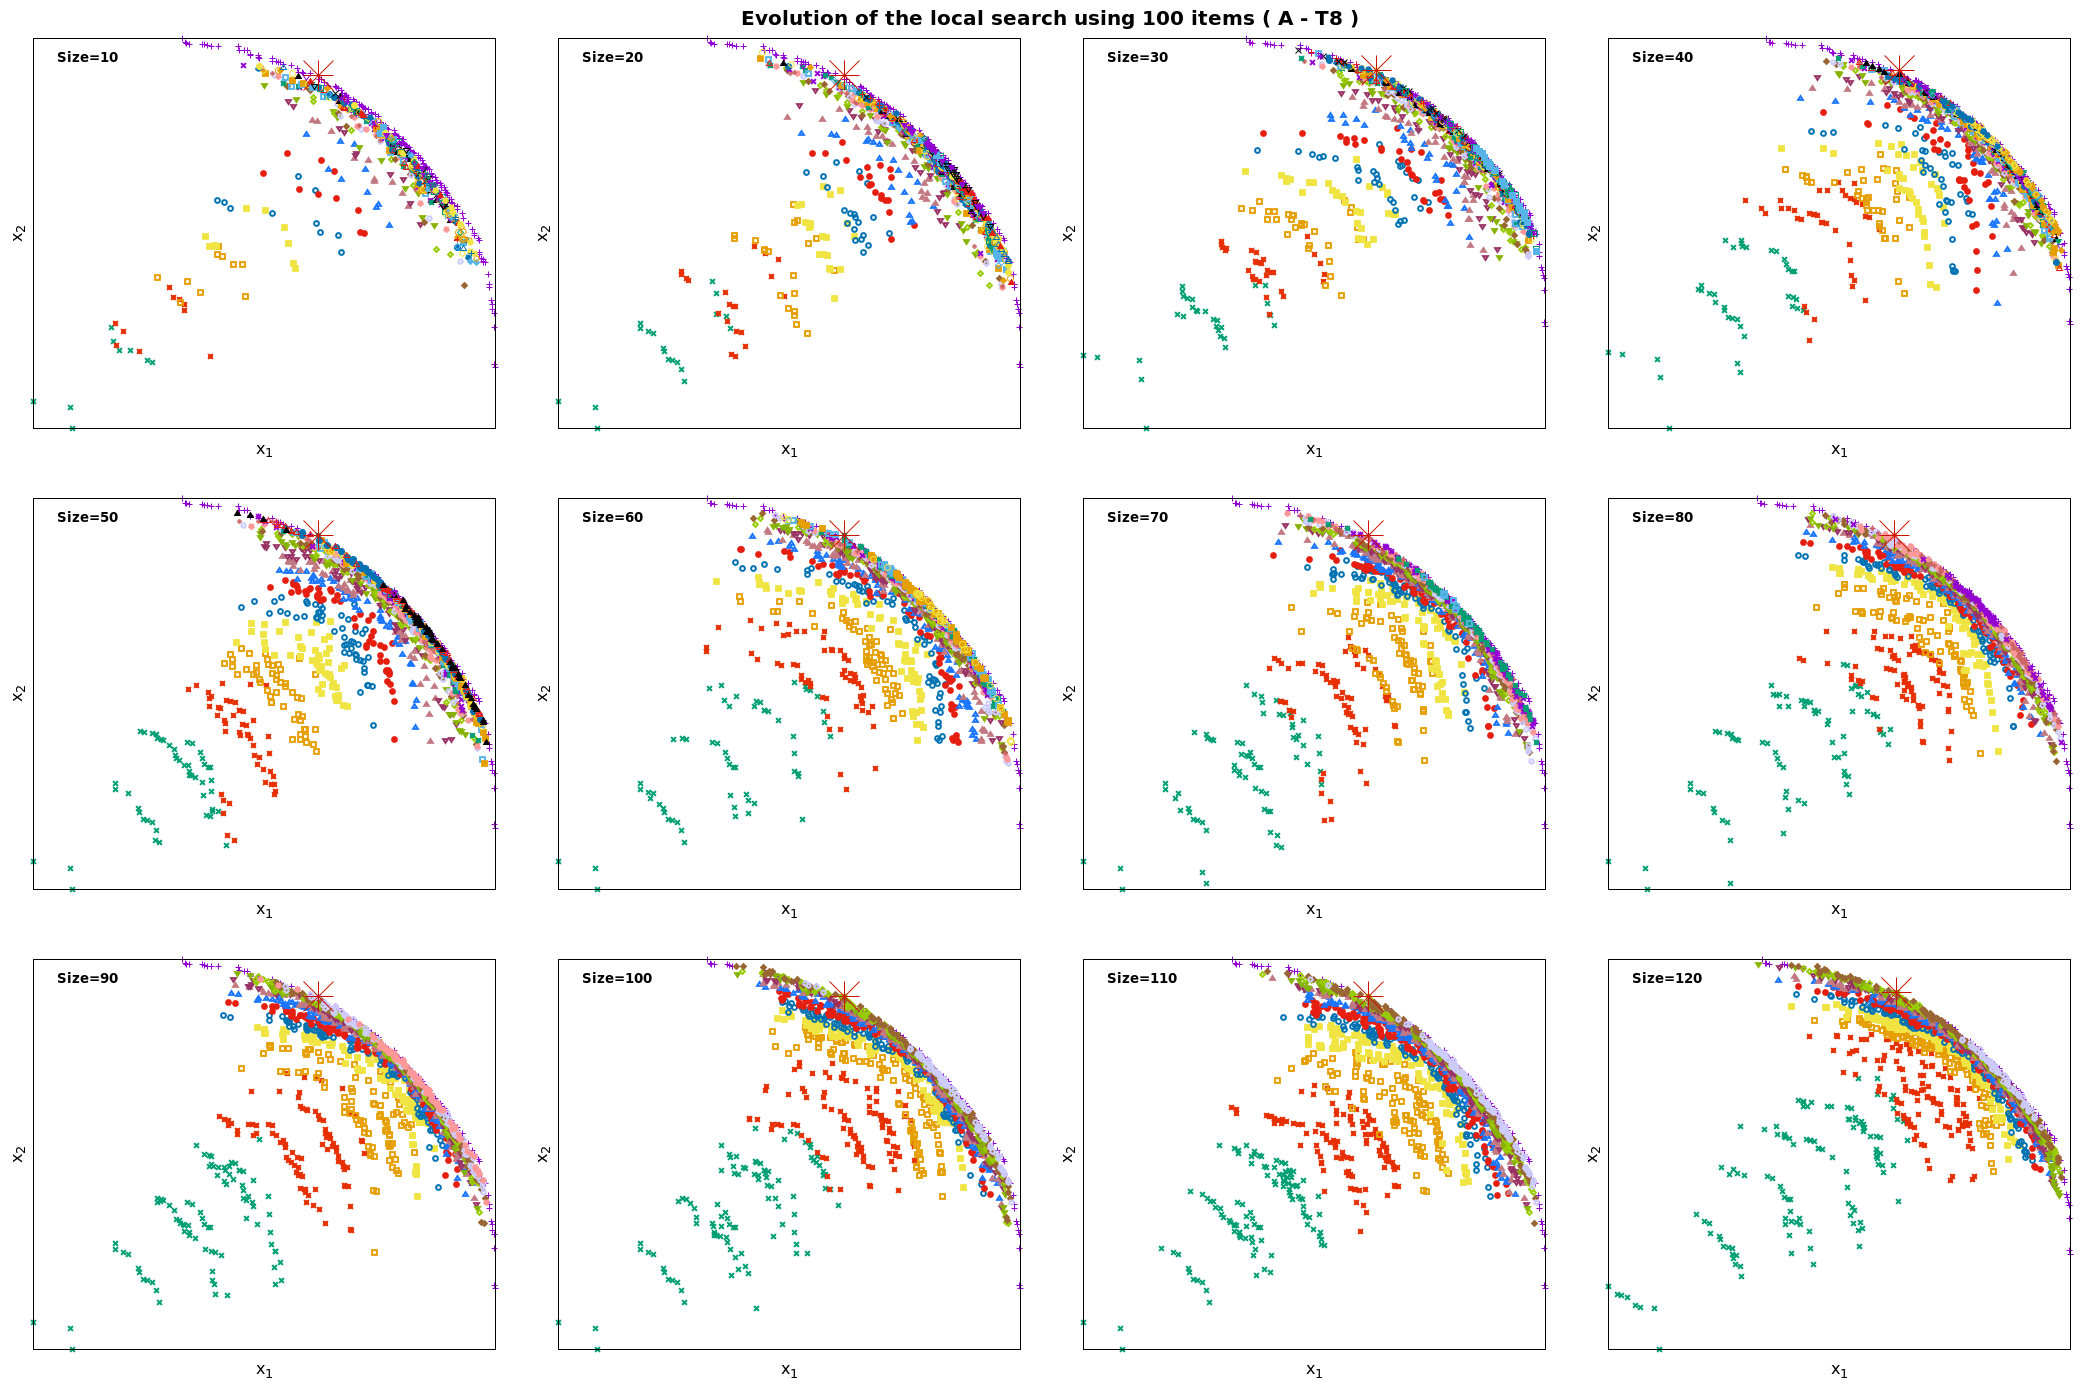 Evolution of the local search using 100 items ( A - T8 )
Size=10
Size=20
Size=30
Size=40
x2
x2
x2
x2
x1
x1
x1
x1
Size=50
Size=60
Size=70
Size=80
x2
x2
x2
x2
x1
x1
x1
x1
Size=90
Size=100
Size=110
Size=120
x2
x2
x2
x2
x1
x1
x1
x1